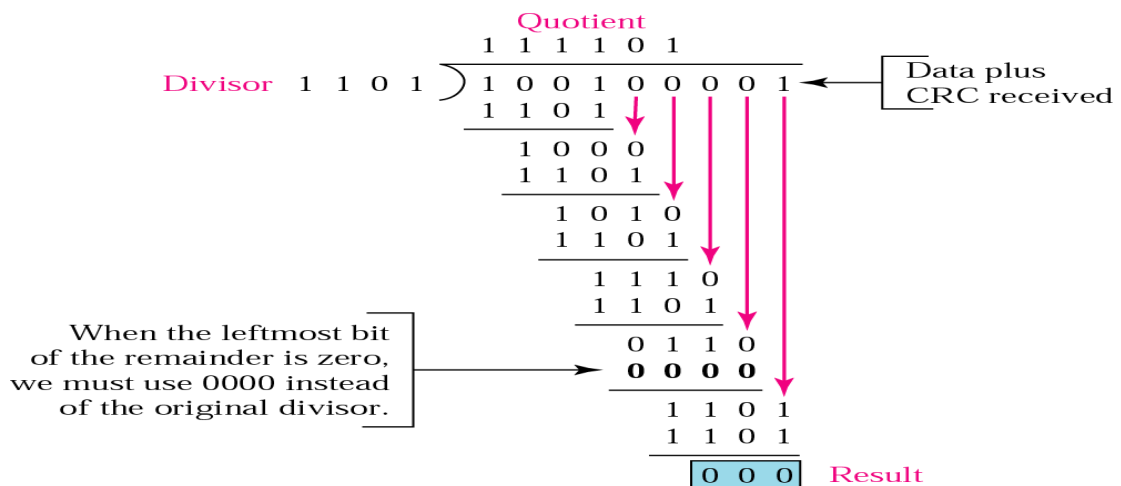 Quotient
1 1 1 1 0 1
Divisor 1 1 0 1 1 0 0 1 0 0 0 0 1
Data plus
CRC received
1 1 0 1
1 0 0 0
1 1 0 1
1 0 1 0
1 1 0 1
1 1 1 0
1 1 0 1
When the leftmost bit
of the remainder is zero,
we must use 0000 instead
of the original divisor.
0 1 1 0
0 0 0 0
1 1 0 1
1 1 0 1
0 0 0 Result